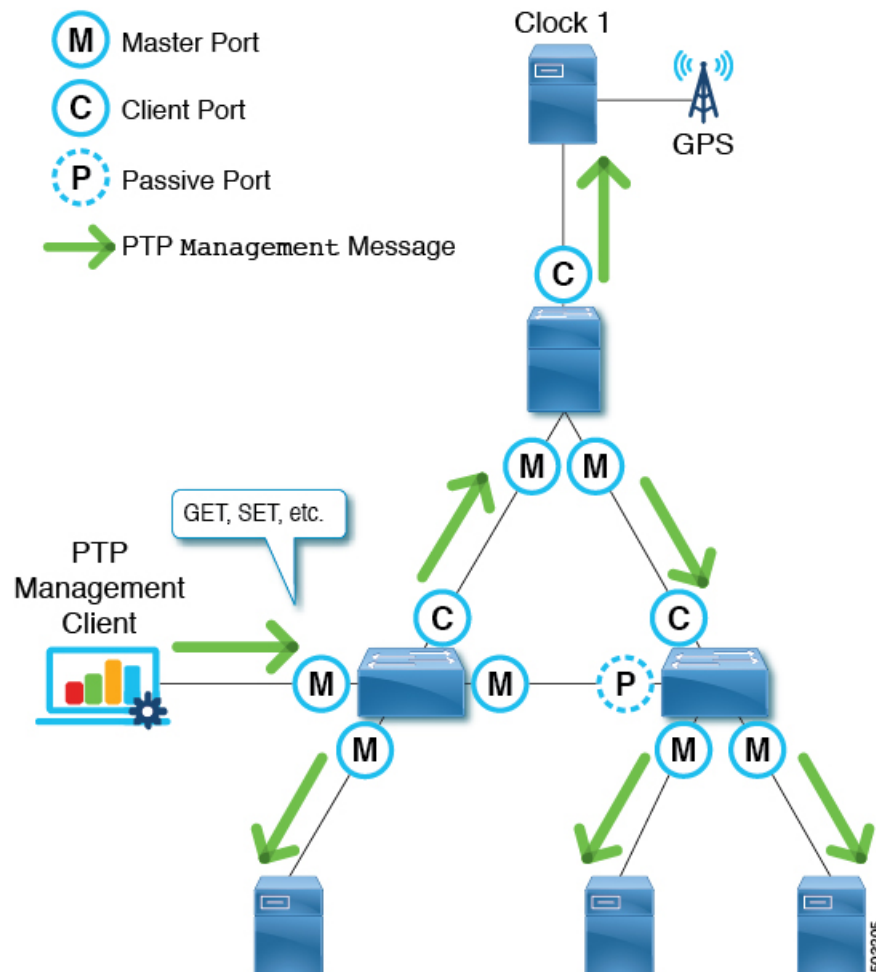 M Master Port
C Client Port
P Passive Port
PTP Management Message
Clock 1
GPS
C
M M
GET, SET, etc.
PTP
Management
Client
C C
M M P
M M M